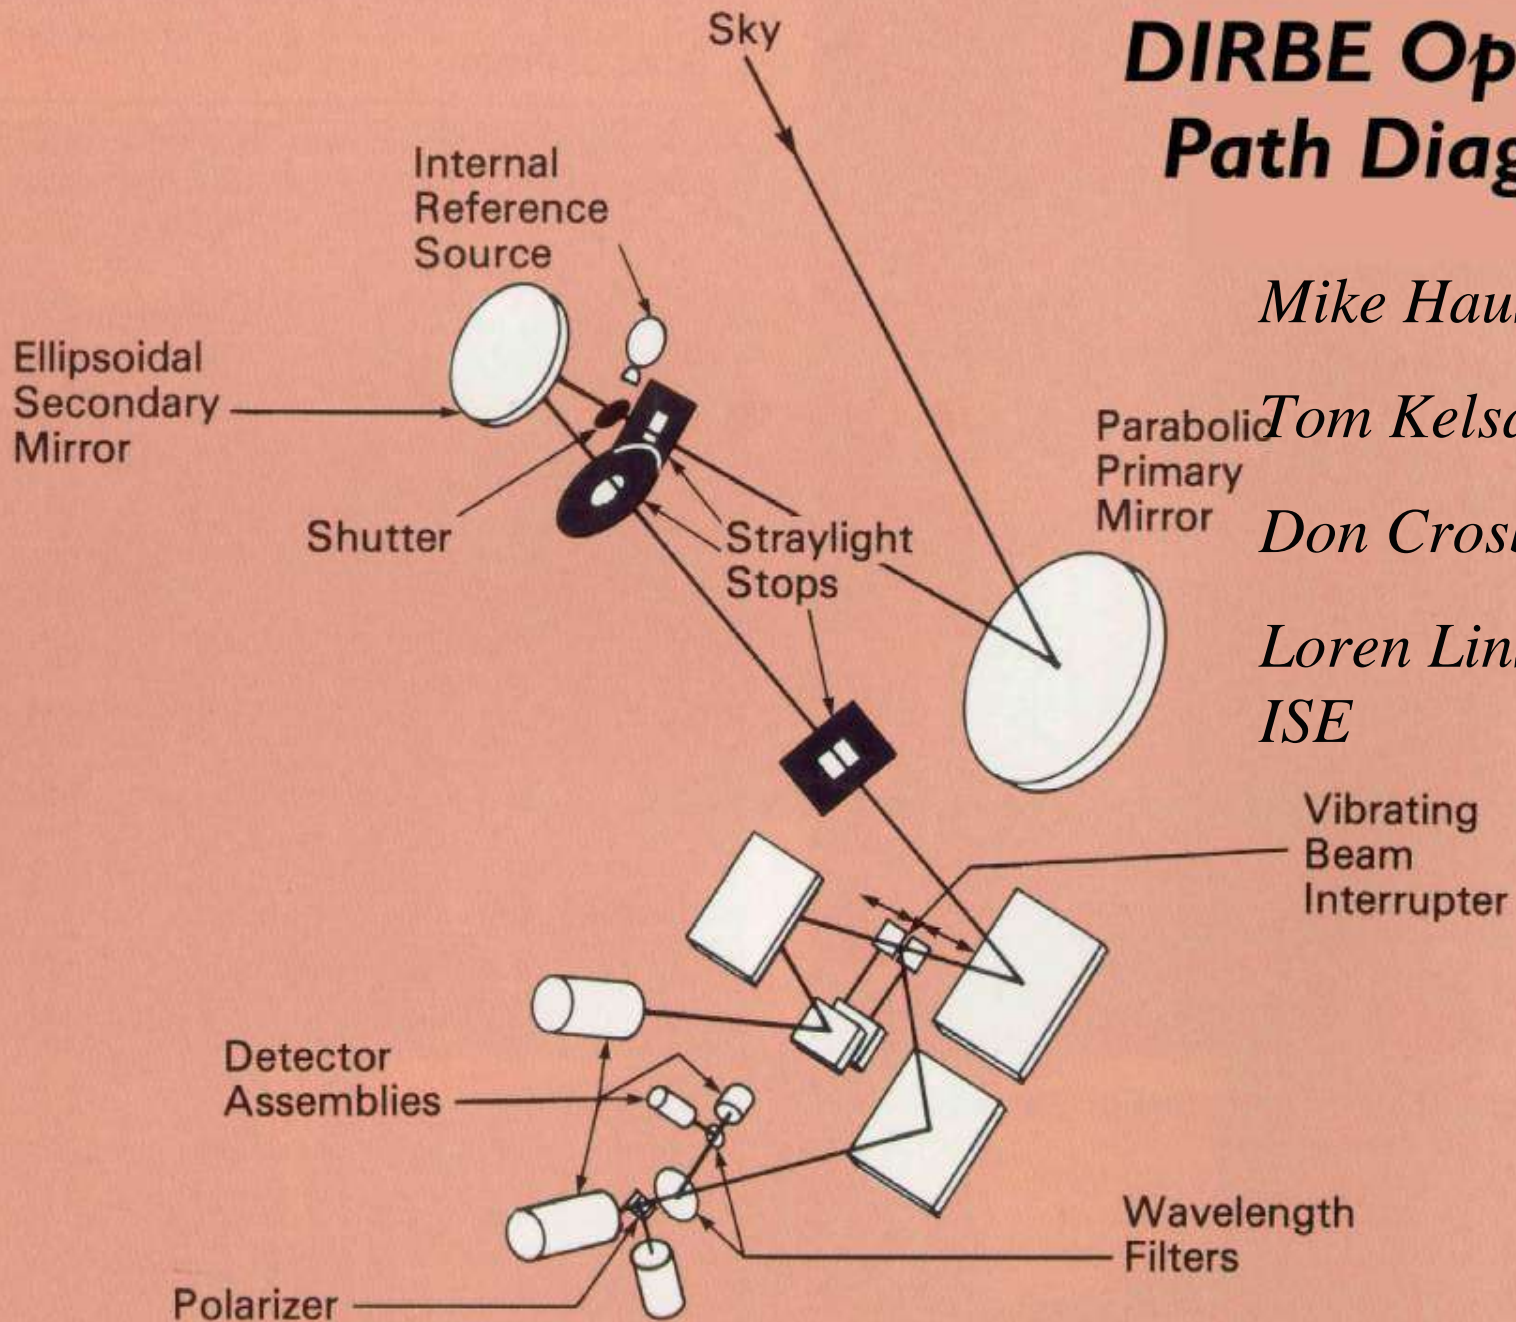 Sky
DIRBE Op
Path Diag
Internal
Reference
Source
Mike Hau
Ellipsoidal
Secondary
Mirror
Parabolic
Primary
Mirror
Tom Kelsa
Shutter
Straylight
Stops
Don Cros
Loren Lin
ISE
Vibrating
Beam
Interrupter
Detector
Assemblies
Wavelength
Filters
Polarizer